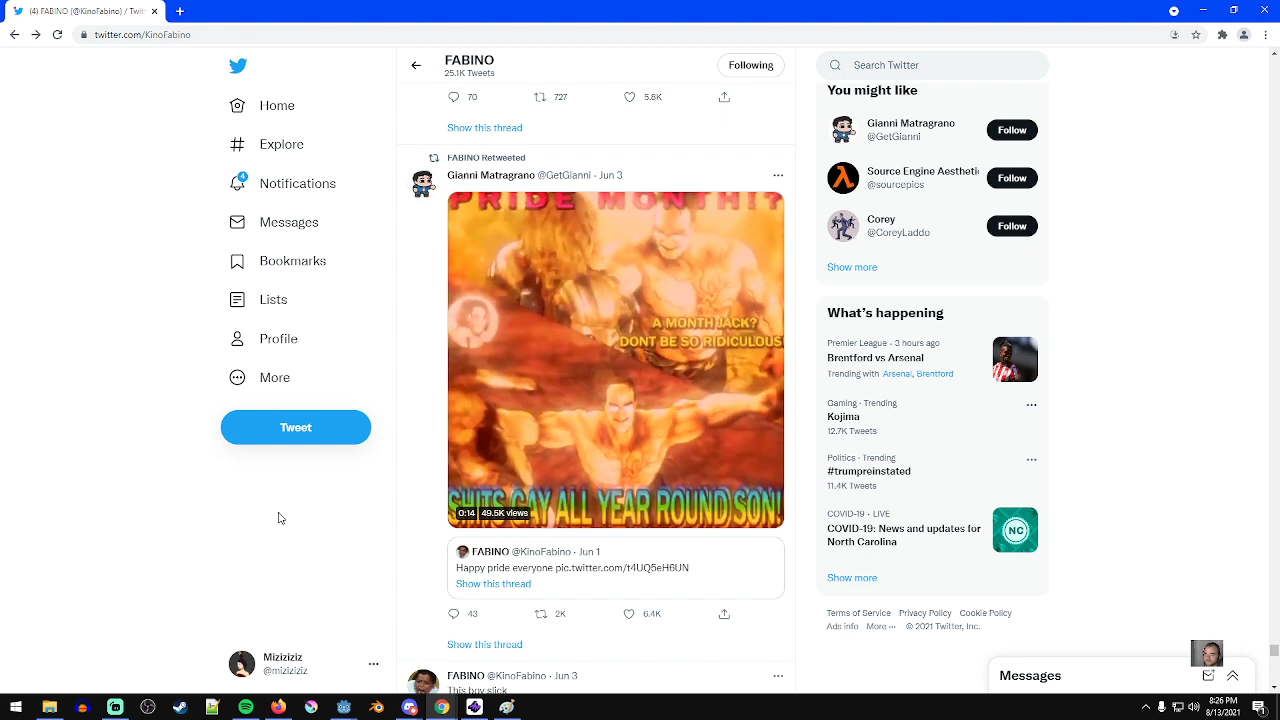 (4) FABINO (@KinoFabino) / Twit
twitter.com/KinoFabino
FABINO
25.1K Tweets
Following
70 727 5.8K
Show this thread
FABINO Retweeted
Gianni Matragrano @GetGianni · Jun 3
PRIDE MONTH!?
A MONTH JACK?
DONT BE SO RIDICULOUS
SHITS GAY ALL YEAR ROUND SON!
0:14 49.5K views
FABINO @KinoFabino · Jun 1
Happy pride everyone pic.twitter.com/t4UQ5eH6UN
Show this thread
43 2K 6.4K
Show this thread
FABINO @KinoFabino · Jun 3
This boy slick
Home
Explore
4
Notifications
Messages
Bookmarks
Lists
Profile
More
Tweet
Miziziziz
@miziziziz
Search Twitter
You might like
Gianni Matragrano
@GetGianni
Follow
Source Engine Aestheti
@sourcepics
Follow
Corey
@CoreyLaddo
Follow
Show more
What's happening
Premier League · 3 hours ago
Brentford vs Arsenal
Trending with Arsenal, Brentford
Gaming · Trending
Kojima
12.7K Tweets
Politics · Trending
#trumpreinstated
11.4K Tweets
COVID-19 · LIVE
COVID-19: News and updates for
North Carolina
NC
Show more
Terms of Service Privacy Policy Cookie Policy
Ads info More ··· © 2021 Twitter, Inc.
Messages
8:26 PM
8/13/2021